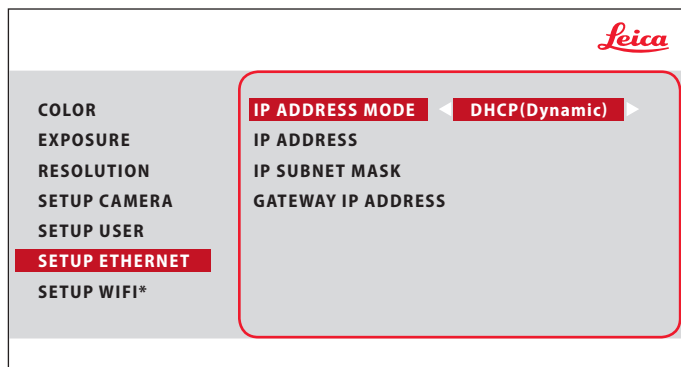 Leica
COLOR
EXPOSURE
RESOLUTION
SETUP CAMERA
SETUP USER
SETUP ETHERNET
SETUP WIFI*
IP ADDRESS MODE DHCP(Dynamic)
IP ADDRESS
IP SUBNET MASK
GATEWAY IP ADDRESS